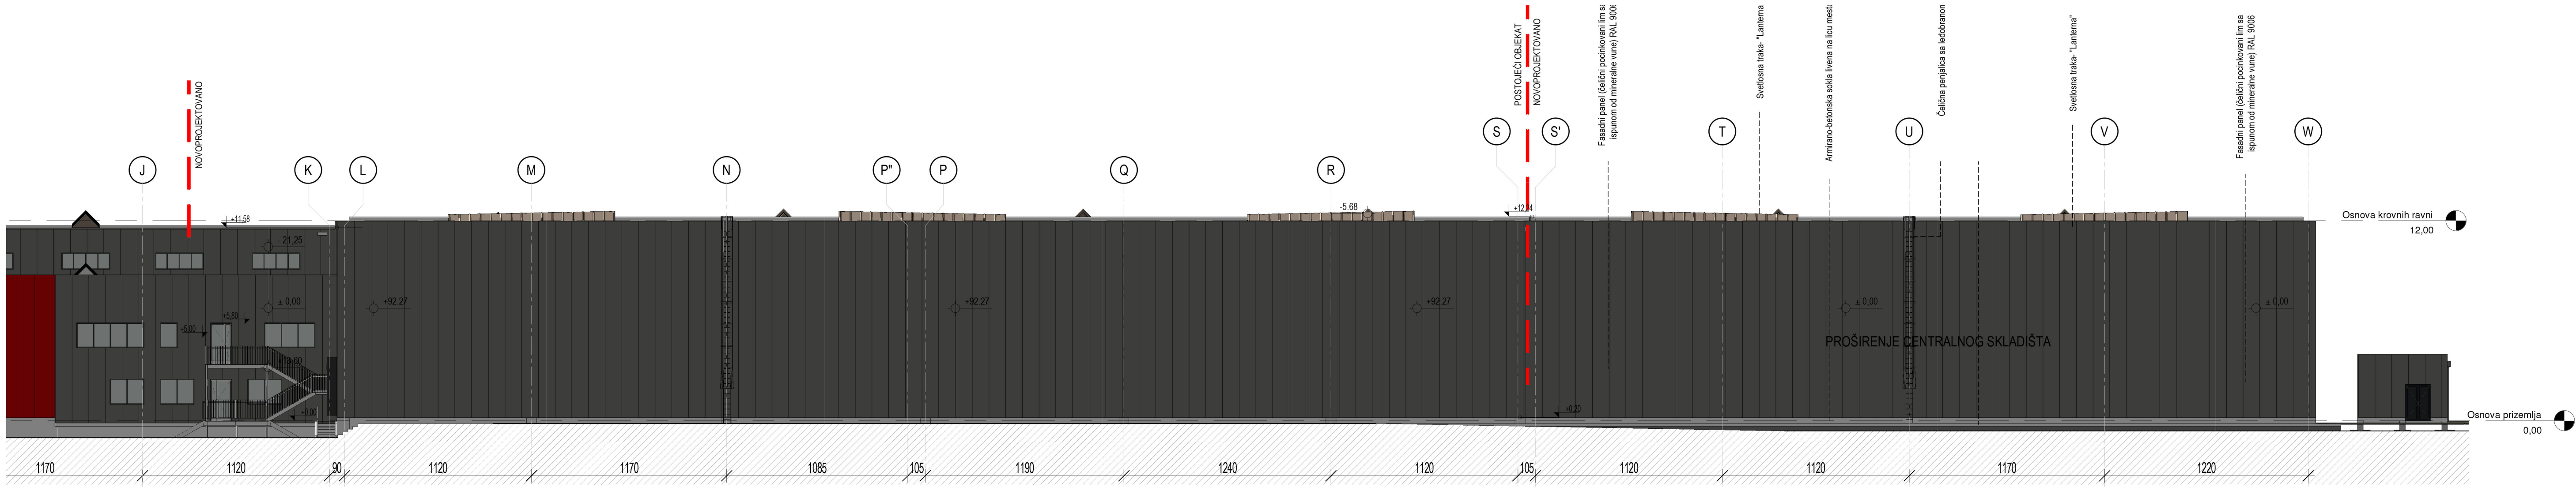 NOVOPROJEKTOVANO
POSTOJEĆI OBJEKAT
NOVOPROJEKTOVANO
Fasadni panel (čelični pocinkovani lim sa
ispunom od mineralne vune) RAL 9006
Svetlosna traka- "Lanterna
Armirano-betonska sokla livena na licu mesta
Čelična penjalica sa leđobranom
Svetlosna traka- "Lanterna"
Fasadni panel (čelični pocinkovani lim sa
ispunom od mineralne vune) RAL 9006
J
K
L
M
N
P"
P
Q
R
S
S'
T
U
V
W
+11,58
-5.68
Osnova krovnih ravni
12,00
- 21,25
± 0,00
+92.27
+92.27
+92.27
± 0,00
± 0,00
+5,00
+5,80
PROŠIRENJE CENTRALNOG SKLADIŠTA
+0,00
+0,20
Osnova prizemlja
0,00
1170
1120
90
1120
1170
1085
105
1190
1240
1120
105
1120
1120
1170
1220